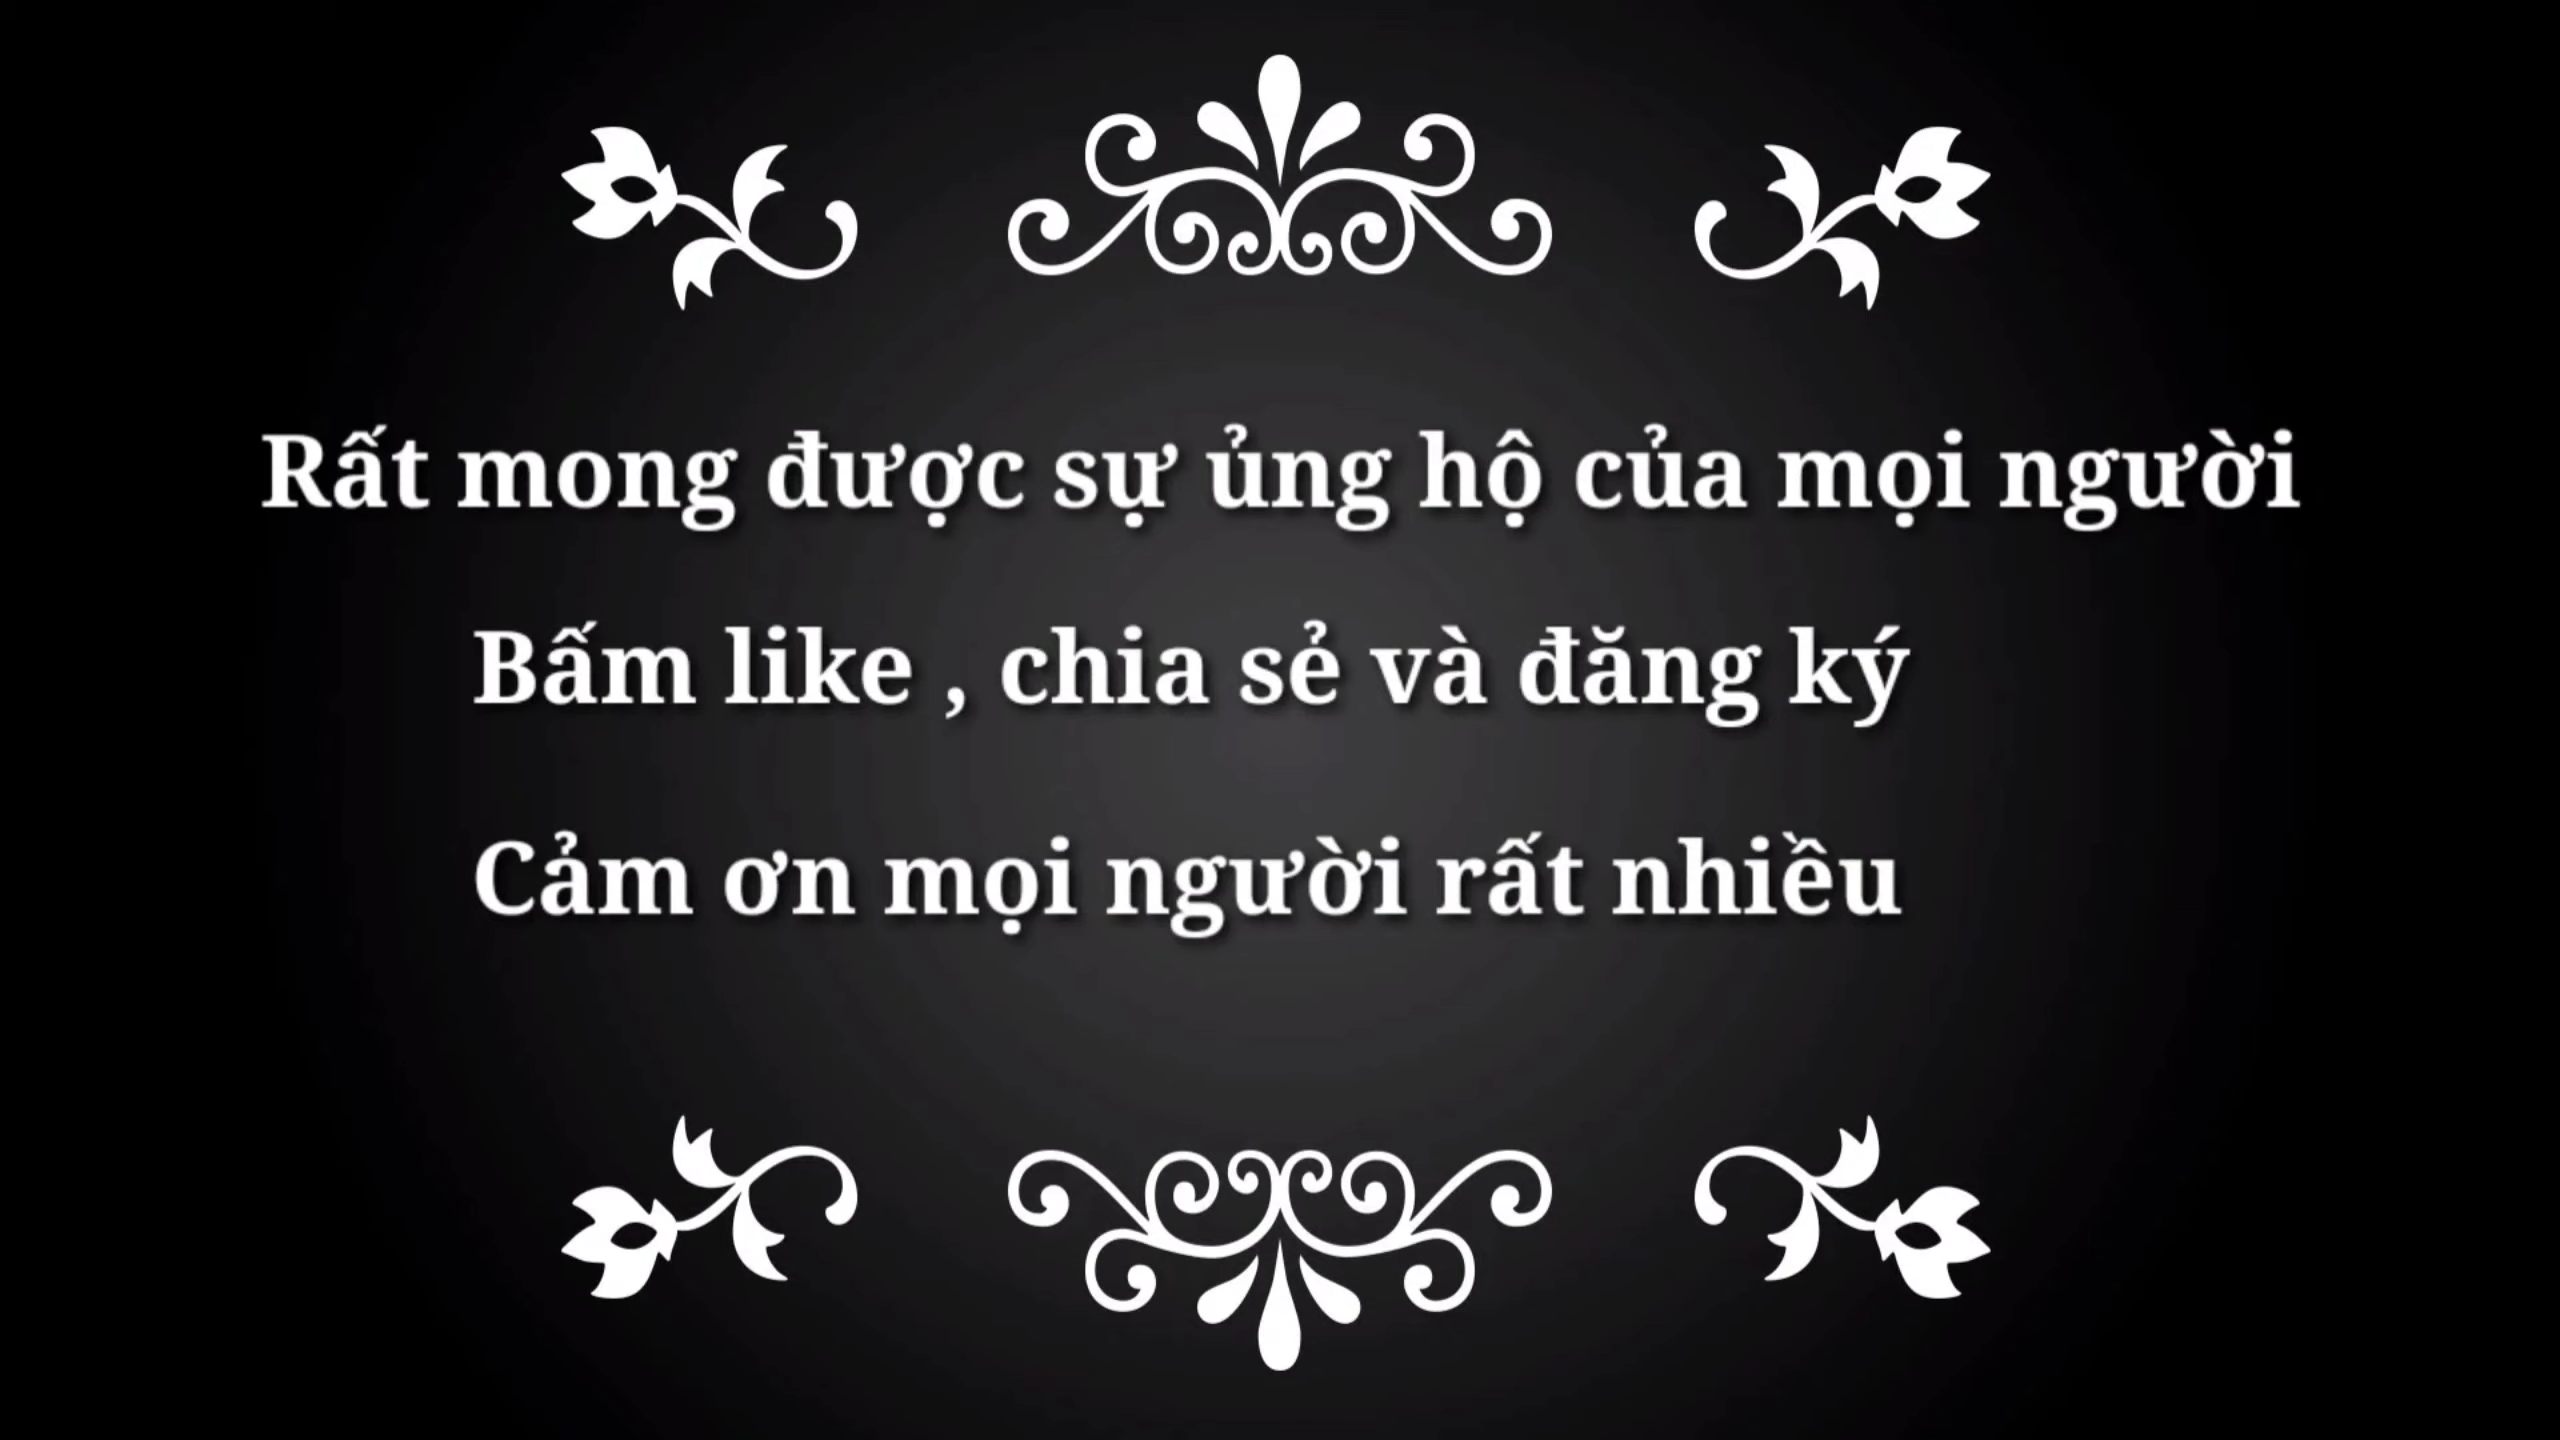 Rất mong được sự ủng hộ của mọi người
Bấm like , chia sẻ và đăng ký
Cảm ơn mọi người rất nhiều